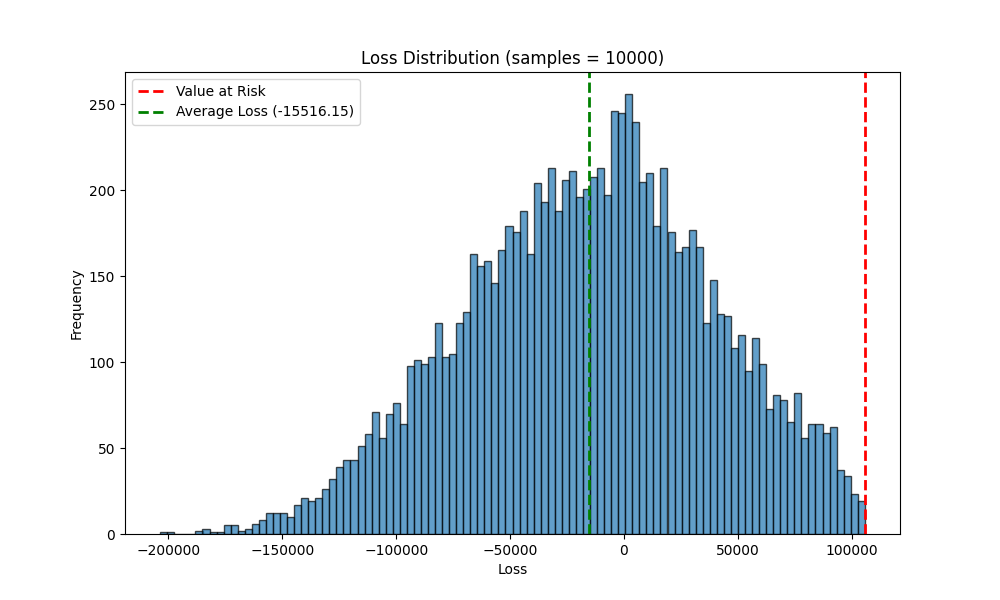 Loss Distribution (samples = 10000)
Value at Risk
Average Loss (-15516.15)
250
200
150
100
50
0
Frequency
−200000 −150000 −100000 −50000 0 50000 100000
Loss